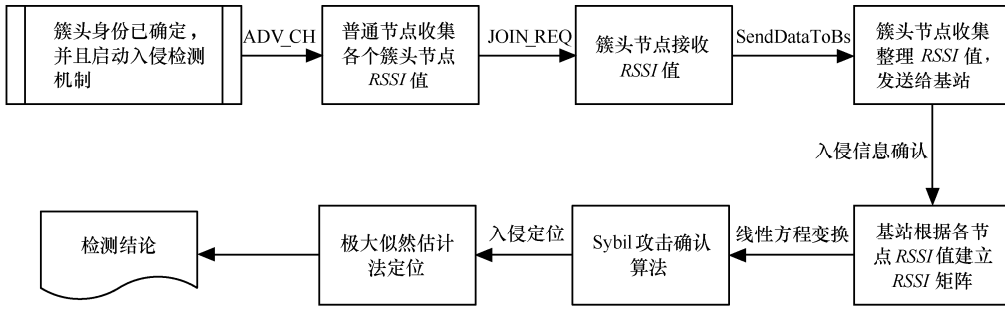 簇头身份已确定,
并且启动入侵检测
机制
ADV_CH
普通节点收集
各个簇头节点
RSSI 值
JOIN_REQ
簇头节点接收
RSSI 值
SendDataToBs
簇头节点收集
整理 RSSI 值,
发送给基站
入侵信息确认
基站根据各节
点 RSSI 值建立
RSSI 矩阵
线性方程变换
Sybil 攻击确认
算法
入侵定位
极大似然估计
法定位
检测结论